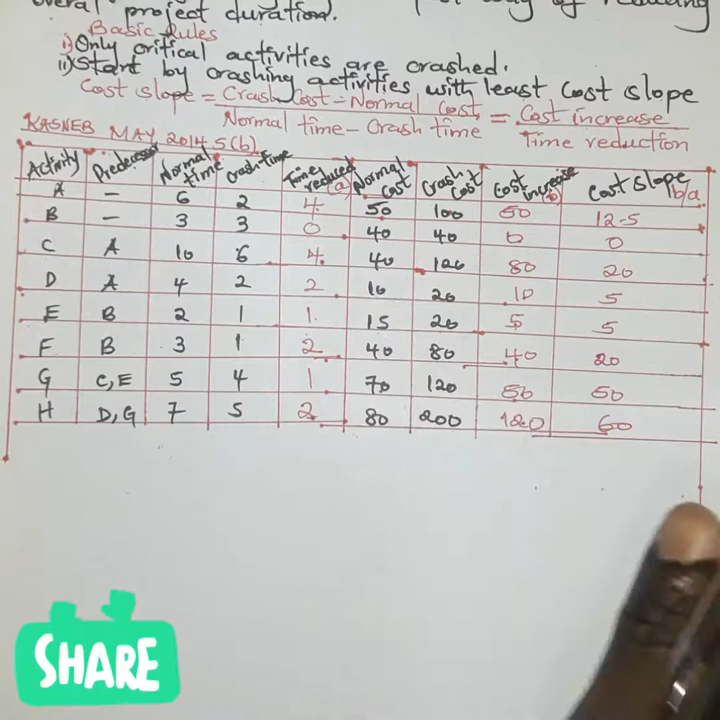 overal project duration. way of reducing
Basic Rules
i) Only critical activities are crashed.
ii) Start by crashing activities with least cost slope
Cost slope = Crash Cost - Normal Cost = Cost increase
Normal time - Crash time Time reduction
KASNEB MAY 2014 5(b)
Activity Predecessor Normal time Crash time Time reduced (a) Normal cost Crash cost Cost increase (b) Cost slope b/a
A - 6 2 4 50 100 50 12.5
B - 3 3 0 40 40 0 0
C A 10 6 4 40 120 80 20
D A 4 2 2 10 20 10 5
E B 2 1 1 15 20 5 5
F B 3 1 2 40 80 40 20
G C,E 5 4 1 70 120 50 50
H D,G 7 5 2 80 200 120 60
SHARE